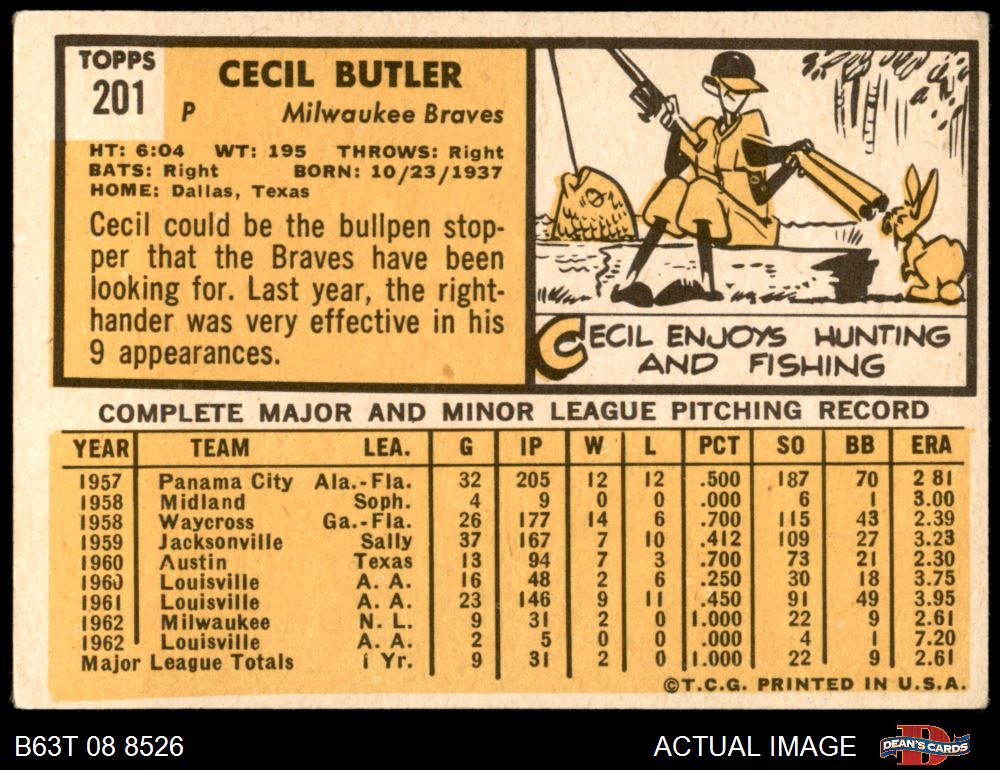 TOPPS
201
CECIL BUTLER
P Milwaukee Braves
HT: 6:04 WT: 195 THROWS: Right
BATS: Right BORN: 10/23/1937
HOME: Dallas, Texas
Cecil could be the bullpen stop-
per that the Braves have been
looking for. Last year, the right-
hander was very effective in his
9 appearances.
CECIL ENJOYS HUNTING
AND FISHING
COMPLETE MAJOR AND MINOR LEAGUE PITCHING RECORD
YEAR TEAM LEA. G IP W L PCT SO BB ERA
1957 Panama City Ala.-Fla. 32 205 12 12 .500 187 70 2 81
1958 Midland Soph. 4 9 0 0 .000 6 1 3.00
1958 Waycross Ga.-Fla. 26 177 14 6 .700 115 43 2.39
1959 Jacksonville Sally 37 167 7 10 .412 109 27 3.23
1960 Austin Texas 13 94 7 3 .700 73 21 2.30
1960 Louisville A. A. 16 48 2 6 .250 30 18 3.75
1961 Louisville A. A. 23 146 9 11 .450 91 49 3.95
1962 Milwaukee N. L. 9 31 2 0 1.000 22 9 2.61
1962 Louisville A. A. 2 5 0 0 .000 4 1 7.20
Major League Totals 1 Yr. 9 31 2 0 1.000 22 9 2.61
©T.C.G. PRINTED IN U.S.A.
B63T 08 8526 ACTUAL IMAGE D DEAN'S CARDS